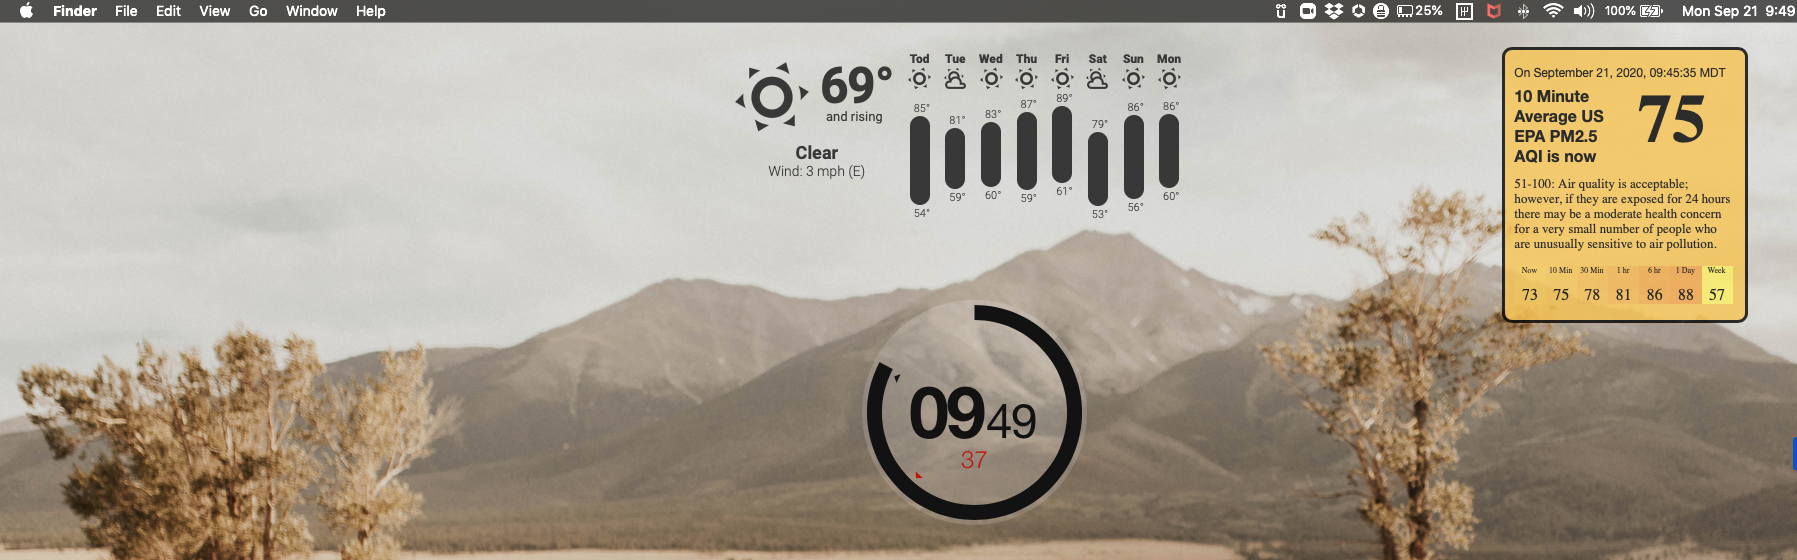 Finder File Edit View Go Window Help
25% 100% Mon Sep 21 9:49
Tod Tue Wed Thu Fri Sat Sun Mon
69°
and rising
Clear
Wind: 3 mph (E)
85° 81° 83° 87° 89° 79° 86° 86°
54° 59° 60° 59° 61° 53° 56° 60°
On September 21, 2020, 09:45:35 MDT
10 Minute
Average US
EPA PM2.5
AQI is now
75
51-100: Air quality is acceptable;
however, if they are exposed for 24 hours
there may be a moderate health concern
for a very small number of people who
are unusually sensitive to air pollution.
Now 10 Min 30 Min 1 hr 6 hr 1 Day Week
73 75 78 81 86 88 57
09 49
37